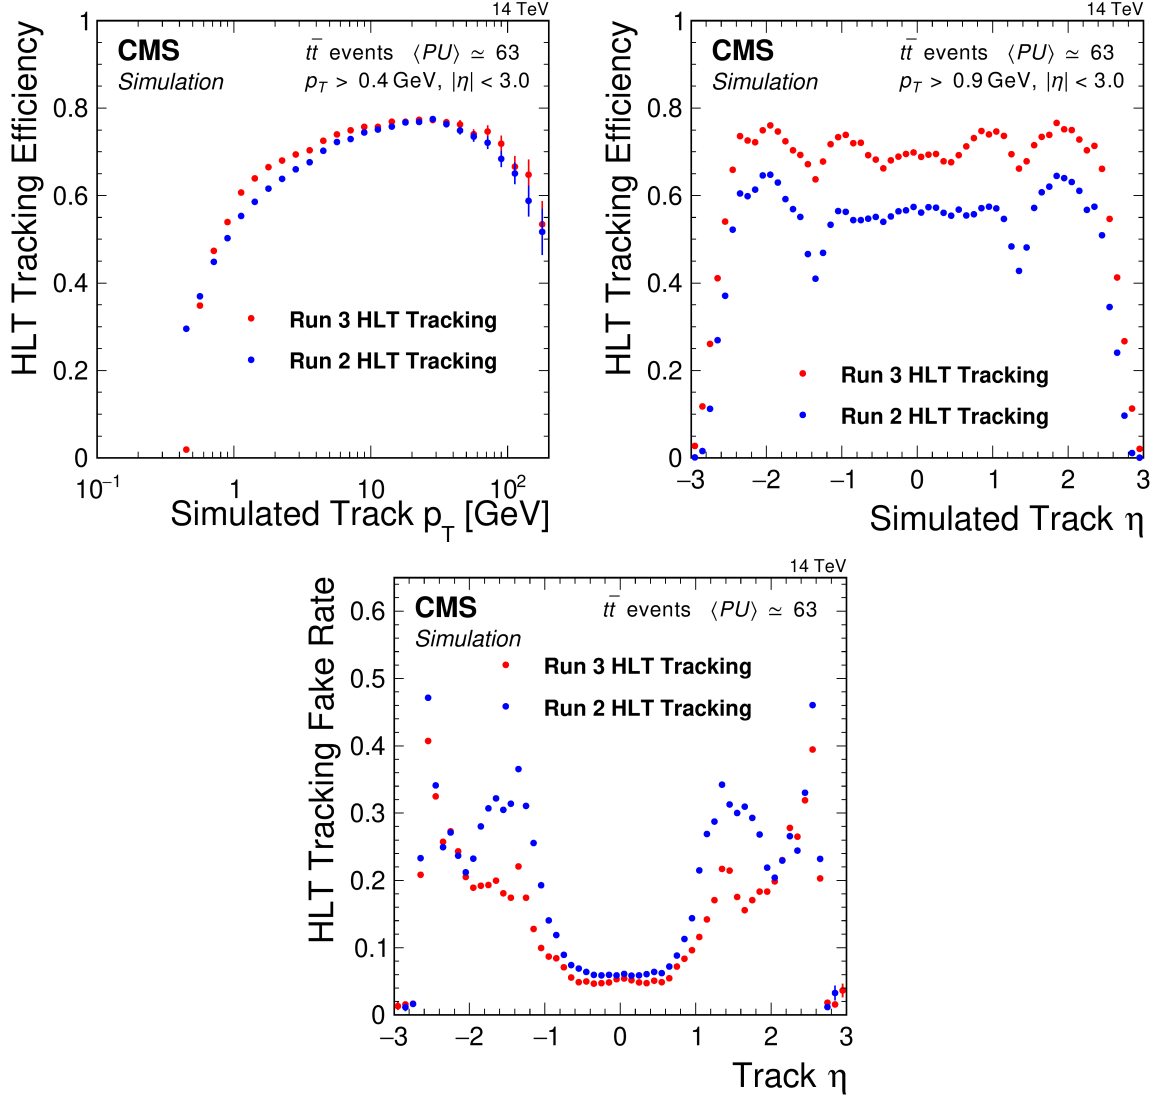 14 TeV
CMS
Simulation
tt̄ events ⟨PU⟩ ≃ 63
p_T > 0.4 GeV, |η| < 3.0
HLT Tracking Efficiency
1
0.8
0.6
0.4
0.2
0
Run 3 HLT Tracking
Run 2 HLT Tracking
10⁻¹ 1 10 10²
Simulated Track p_T [GeV]
14 TeV
CMS
Simulation
tt̄ events ⟨PU⟩ ≃ 63
p_T > 0.9 GeV, |η| < 3.0
HLT Tracking Efficiency
1
0.8
0.6
0.4
0.2
0
Run 3 HLT Tracking
Run 2 HLT Tracking
−3 −2 −1 0 1 2 3
Simulated Track η
14 TeV
CMS
Simulation
tt̄ events ⟨PU⟩ ≃ 63
Run 3 HLT Tracking
Run 2 HLT Tracking
HLT Tracking Fake Rate
0.6
0.5
0.4
0.3
0.2
0.1
0
−3 −2 −1 0 1 2 3
Track η